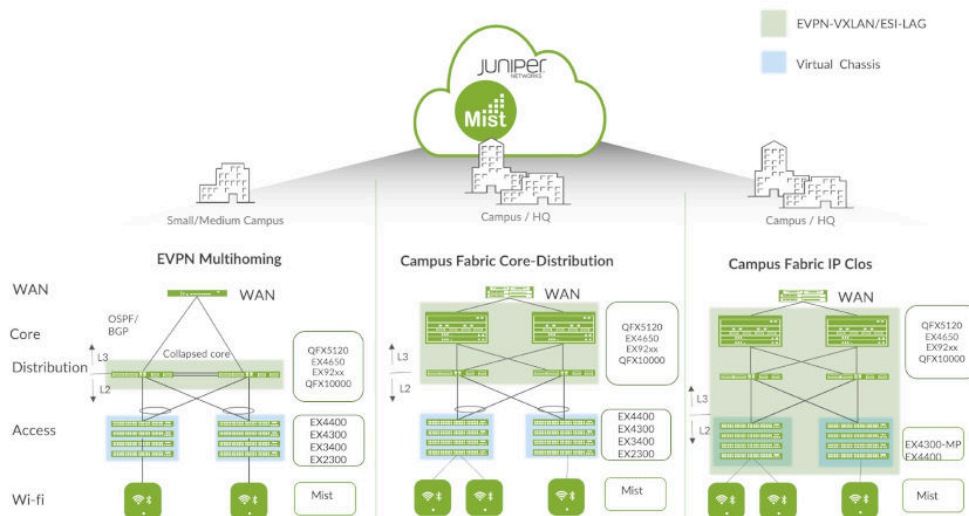 EVPN-VXLAN/ESI-LAG
Virtual Chassis
JUNIPER
NETWORKS
Mist
Small/Medium Campus
Campus / HQ
Campus / HQ
EVPN Multihoming
Campus Fabric Core-Distribution
Campus Fabric IP Clos
WAN
WAN
WAN
WAN
OSPF/
BGP
Core
Collapsed core
L3
Distribution
L2
QFX5120
EX4650
EX92xx
QFX10000
L3
L2
QFX5120
EX4650
EX92xx
QFX10000
QFX5120
EX4650
EX92xx
QFX10000
L3
L2
Access
EX4400
EX4300
EX3400
EX2300
EX4400
EX4300
EX3400
EX2300
EX4300-MP
EX4400
Wi-fi
Mist
Mist
Mist